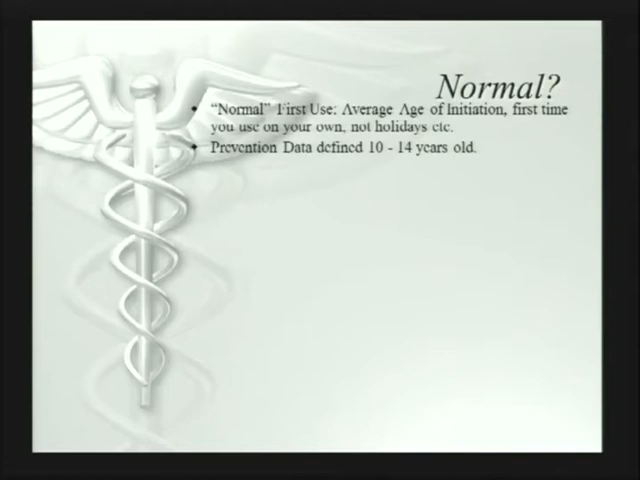 Normal?
• “Normal” First Use: Average Age of Initiation, first time
you use on your own, not holidays etc.
• Prevention Data defined 10 - 14 years old.